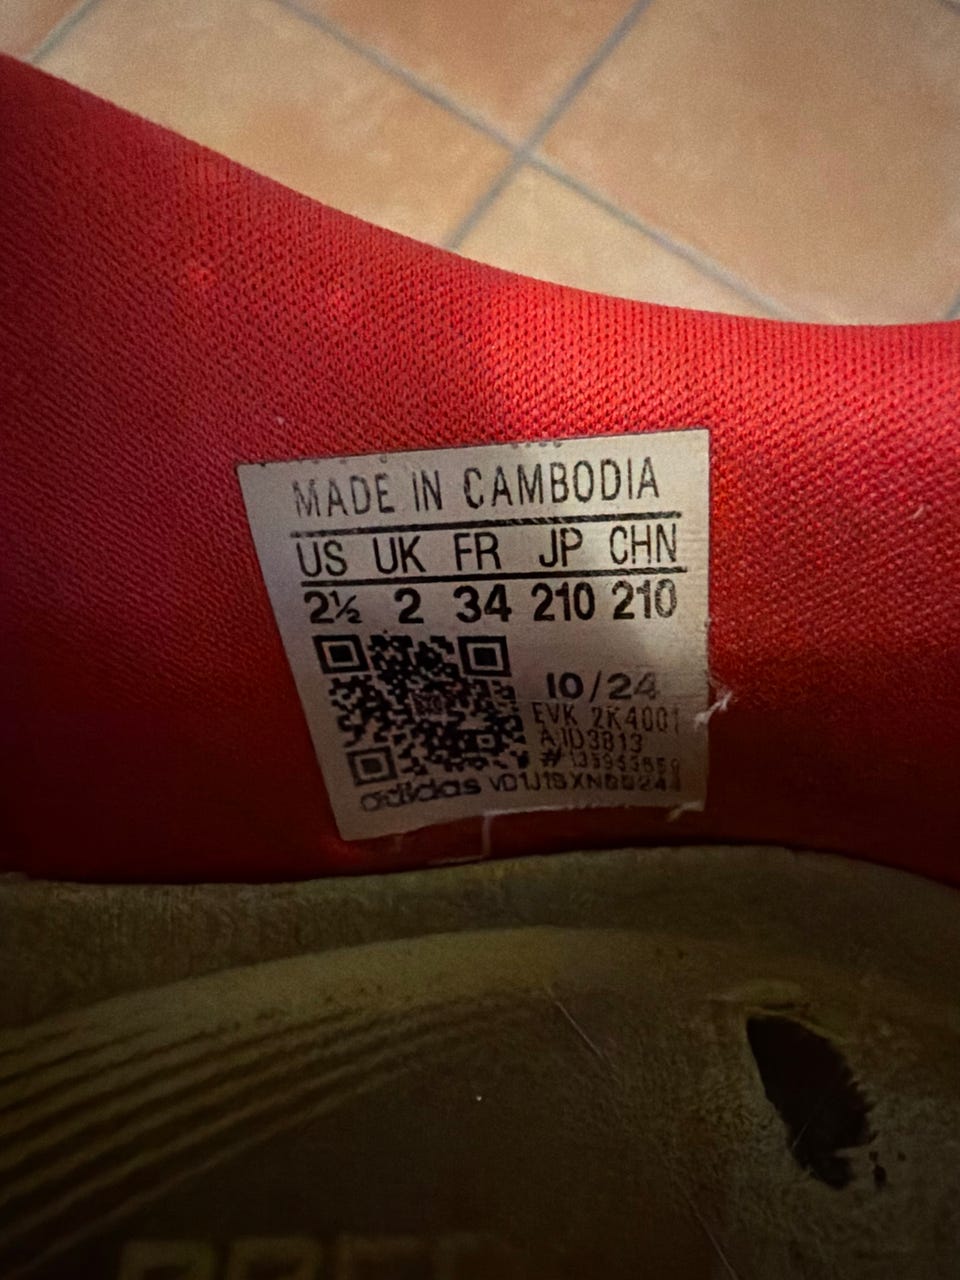 MADE IN CAMBODIA
US UK FR JP CHN
2½ 2 34 210 210
10/24
EVK 2K4001
ID3813
adidas